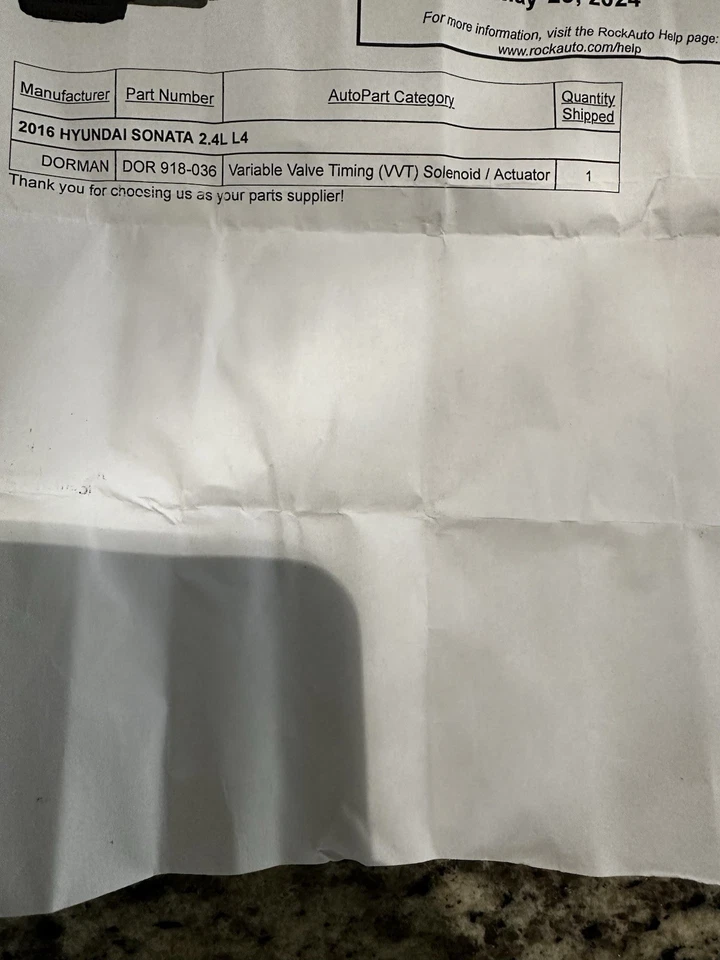 For more information, visit the RockAuto Help page:
www.rockauto.com/help
Manufacturer Part Number AutoPart Category Quantity Shipped
2016 HYUNDAI SONATA 2.4L L4
DORMAN DOR 918-036 Variable Valve Timing (VVT) Solenoid / Actuator 1
Thank you for choosing us as your parts supplier!